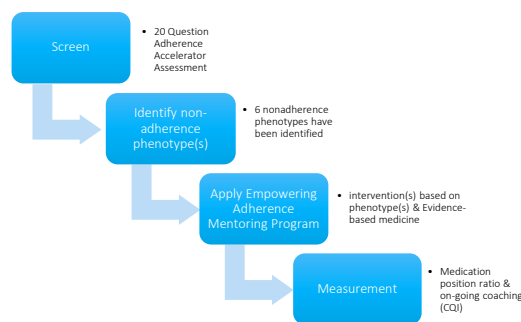 Screen
• 20 Question
Adherence
Accelerator
Assessment
Identify non-
adherence
phenotype(s)
• 6 nonadherence
phenotypes have
been identified
Apply Empowering
Adherence
Mentoring Program
• intervention(s) based on
phenotype(s) & Evidence-
based medicine
Measurement
• Medication
position ratio &
on-going coaching
(CQI)